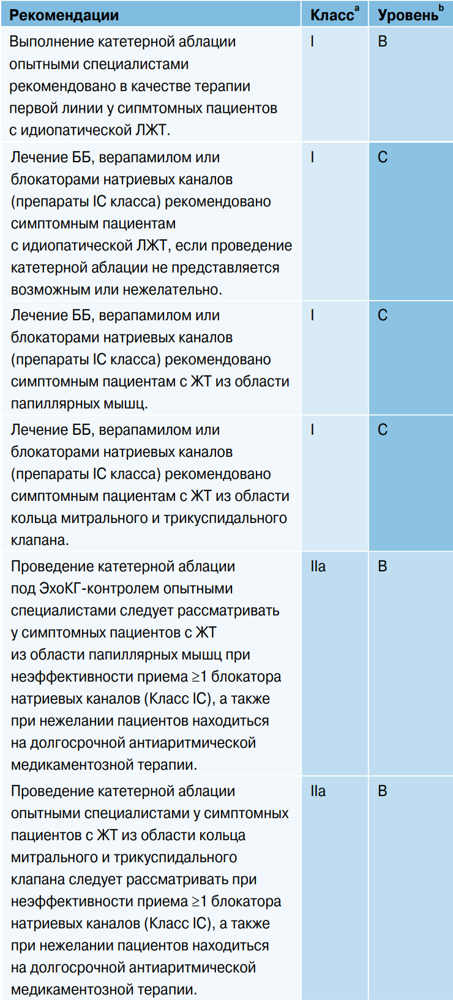 Рекомендации Класс^a Уровень^b
Выполнение катетерной аблации I B
опытными специалистами
рекомендовано в качестве терапии
первой линии у сипмтомных пациентов
с идиопатической ЛЖТ.
Лечение ББ, верапамилом или I C
блокаторами натриевых каналов
(препараты IC класса) рекомендовано
симптомным пациентам
с идиопатической ЛЖТ, если проведение
катетерной аблации не представляется
возможным или нежелательно.
Лечение ББ, верапамилом или I C
блокаторами натриевых каналов
(препараты IC класса) рекомендовано
симптомным пациентам с ЖТ из области
папиллярных мышц.
Лечение ББ, верапамилом или I C
блокаторами натриевых каналов
(препараты IC класса) рекомендовано
симптомным пациентам с ЖТ из области
кольца митрального и трикуспидального
клапана.
Проведение катетерной аблации IIa B
под ЭхоКГ-контролем опытными
специалистами следует рассматривать
у симптомных пациентов с ЖТ
из области папиллярных мышц при
неэффективности приема ≥1 блокатора
натриевых каналов (Класс IC), а также
при нежелании пациентов находиться
на долгосрочной антиаритмической
медикаментозной терапии.
Проведение катетерной аблации IIa B
опытными специалистами у симптомных
пациентов с ЖТ из области кольца
митрального и трикуспидального
клапана следует рассматривать при
неэффективности приема ≥1 блокатора
натриевых каналов (Класс IC), а также
при нежелании пациентов находиться
на долгосрочной антиаритмической
медикаментозной терапии.